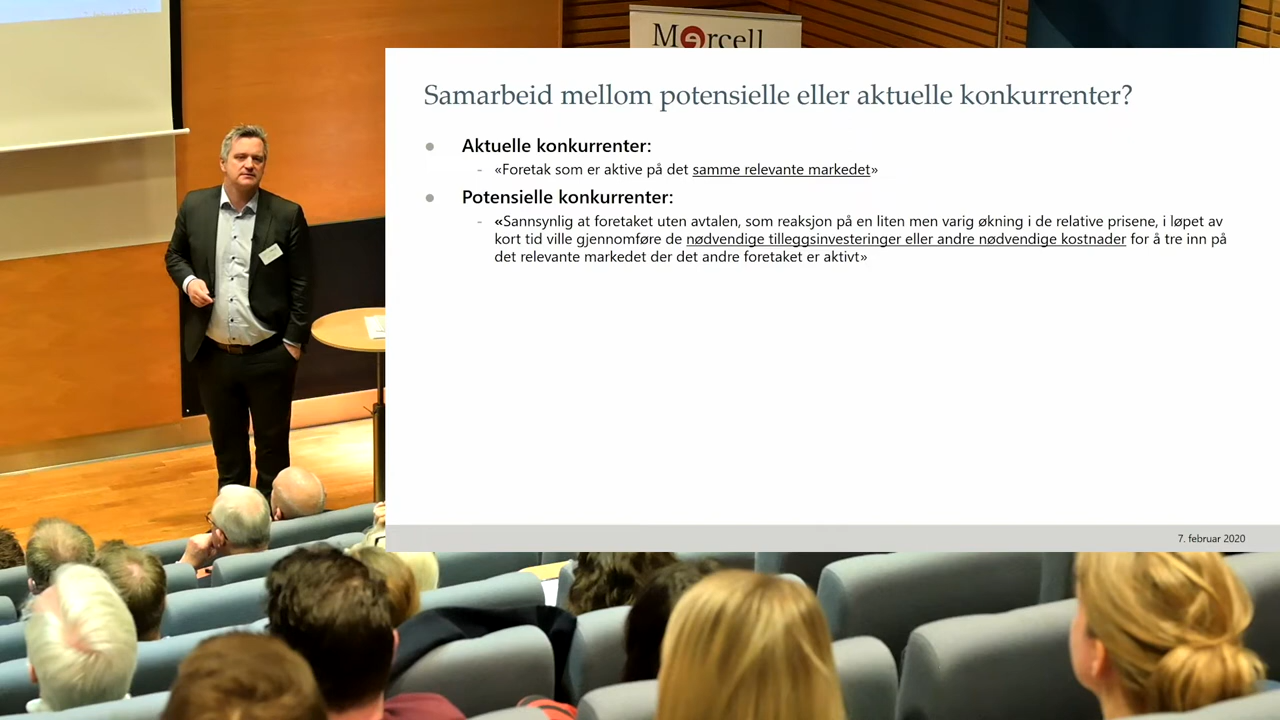 Mercell
Samarbeid mellom potensielle eller aktuelle konkurrenter?
Aktuelle konkurrenter:
- «Foretak som er aktive på det samme relevante markedet»
Potensielle konkurrenter:
- «Sannsynlig at foretaket uten avtalen, som reaksjon på en liten men varig økning i de relative prisene, i løpet av
kort tid ville gjennomføre de nødvendige tilleggsinvesteringer eller andre nødvendige kostnader for å tre inn på
det relevante markedet der det andre foretaket er aktivt»
7. februar 2020